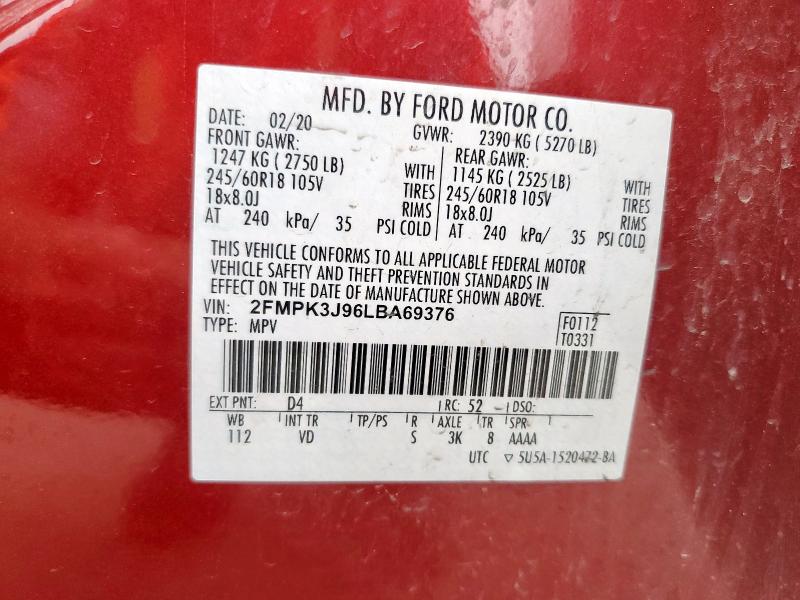 MFD. BY FORD MOTOR CO.
DATE: 02/20 GVWR: 2390 KG ( 5270 LB)
FRONT GAWR: REAR GAWR:
1247 KG ( 2750 LB) WITH 1145 KG ( 2525 LB) WITH
245/60R18 105V TIRES 245/60R18 105V TIRES
18x8.0J RIMS 18x8.0J RIMS
AT 240 kPa/ 35 PSI COLD AT 240 kPa/ 35 PSI COLD
THIS VEHICLE CONFORMS TO ALL APPLICABLE FEDERAL MOTOR
VEHICLE SAFETY AND THEFT PREVENTION STANDARDS IN
EFFECT ON THE DATE OF MANUFACTURE SHOWN ABOVE.
VIN: 2FMPK3J96LBA69376
TYPE: MPV
F0112
T0331
EXT PNT: D4 RC: 52 DSO:
WB INT TR TP/PS R AXLE TR SPR
112 VD S 3K 8 AAAA
UTC ▽ 5U5A-1520472-BA